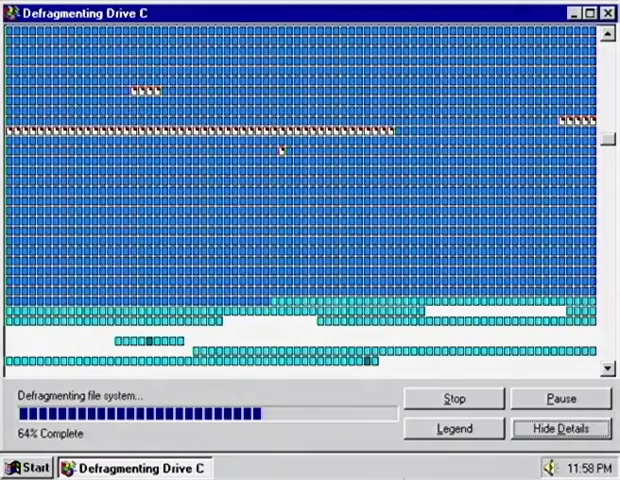 Defragmenting Drive C
Defragmenting file system...
64% Complete
Stop
Pause
Legend
Hide Details
Start
Defragmenting Drive C
11:58 PM